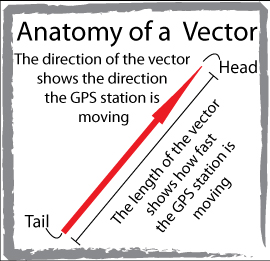 Anatomy of a Vector
The direction of the vector
shows the direction
the GPS station is
moving
Head
The length of the vector
shows how fast
the GPS station is
moving
Tail